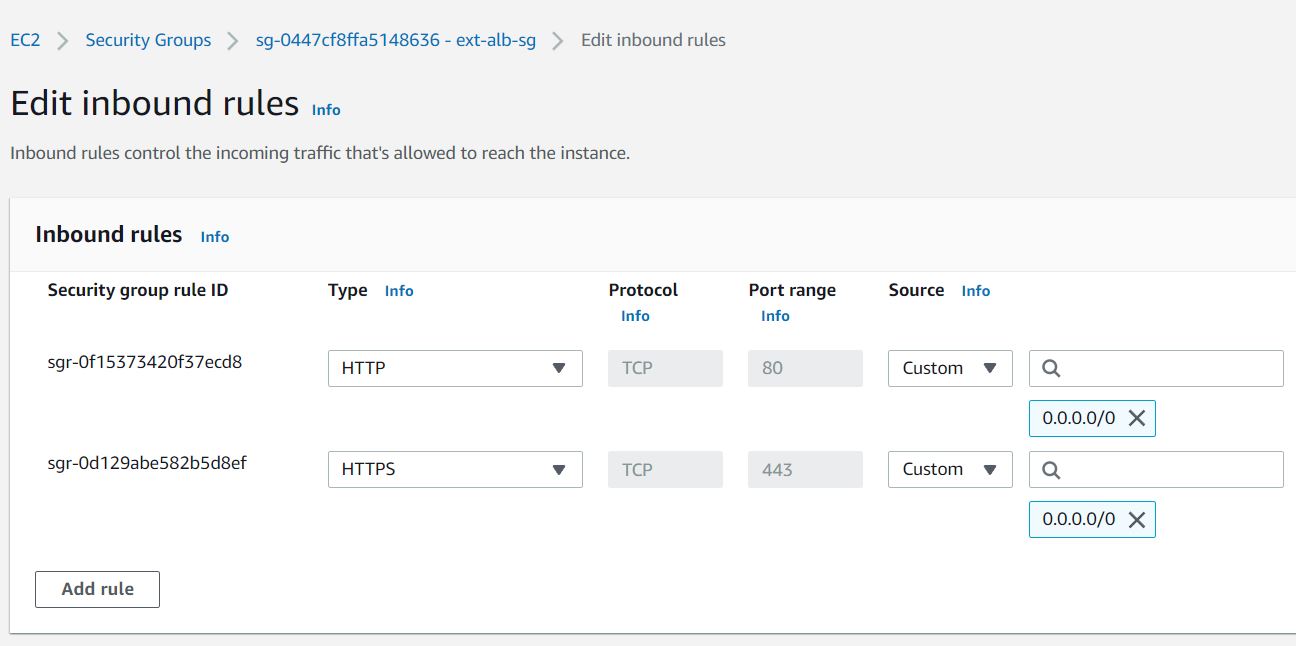 EC2 > Security Groups > sg-0447cf8ffa5148636 - ext-alb-sg > Edit inbound rules
Edit inbound rules Info
Inbound rules control the incoming traffic that's allowed to reach the instance.
Inbound rules Info
Security group rule ID Type Info Protocol Port range Source Info
Info Info
sgr-0f15373420f37ecd8 HTTP TCP 80 Custom
0.0.0.0/0
sgr-0d129abe582b5d8ef HTTPS TCP 443 Custom
0.0.0.0/0
Add rule